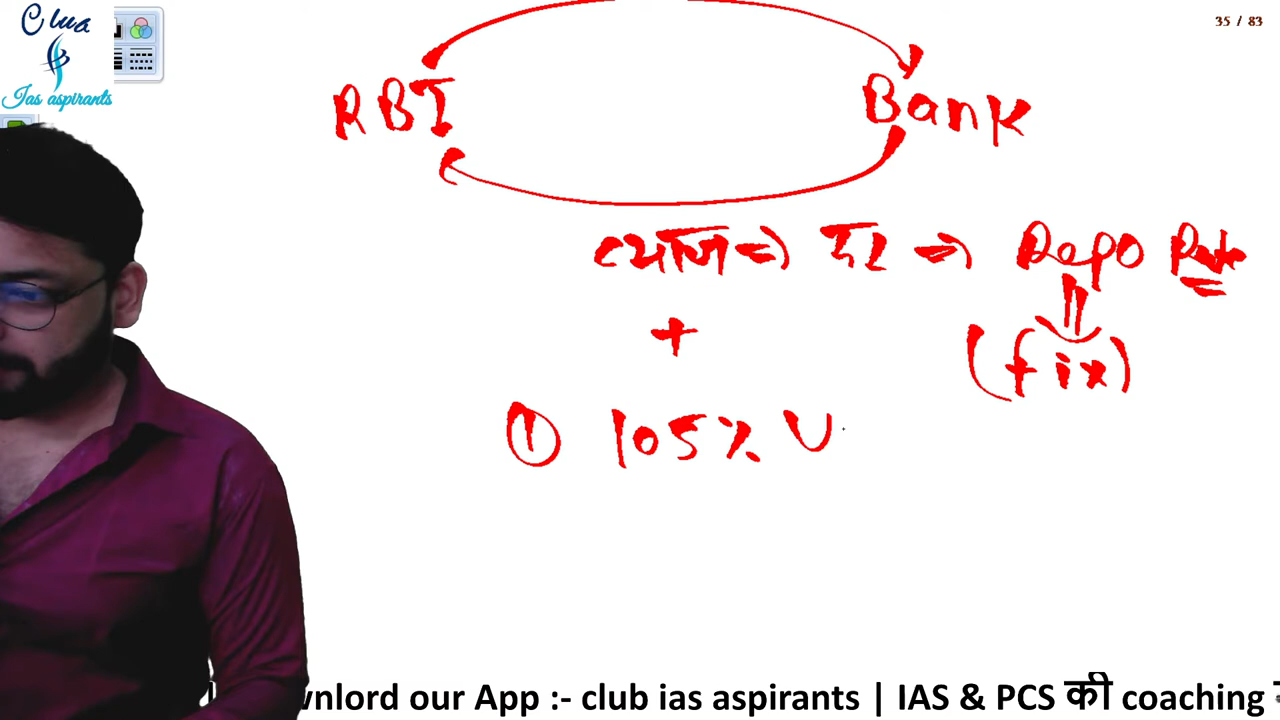 Club
Ias aspirants
35 / 83
RBI Bank
ब्याज => दर => Repo Rate
+ (fix)
① 105% V
wnlord our App :- club ias aspirants | IAS & PCS की coaching